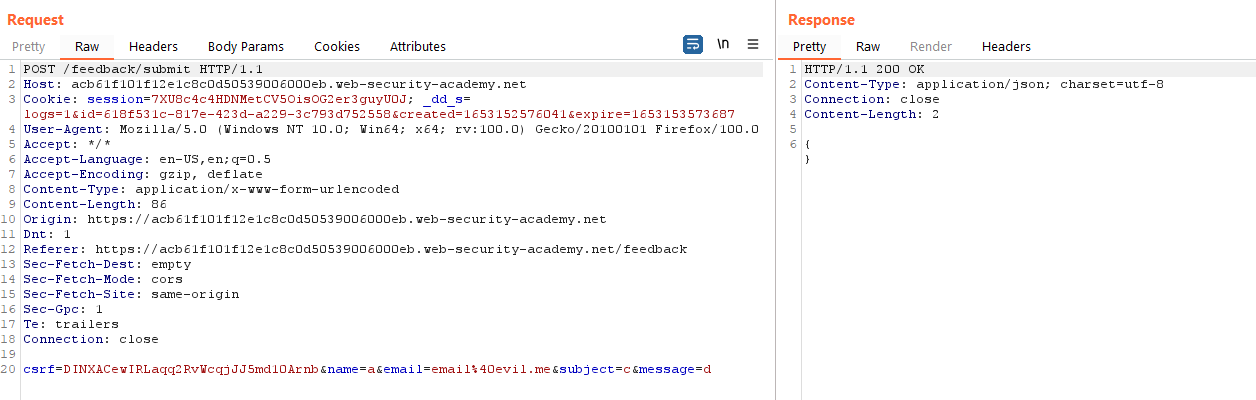 Request
Pretty Raw Headers Body Params Cookies Attributes \n
1 POST /feedback/submit HTTP/1.1
2 Host: acb61f101f12e1c8c0d50539006000eb.web-security-academy.net
3 Cookie: session=7XU8c4c4HDNMetCV5OisOG2er3guyU0J; _dd_s=
logs=1&id=618f531c-817e-423d-a229-3c793d752558&created=1653152576041&expire=1653153573687
4 User-Agent: Mozilla/5.0 (Windows NT 10.0; Win64; x64; rv:100.0) Gecko/20100101 Firefox/100.0
5 Accept: */*
6 Accept-Language: en-US,en;q=0.5
7 Accept-Encoding: gzip, deflate
8 Content-Type: application/x-www-form-urlencoded
9 Content-Length: 86
10 Origin: https://acb61f101f12e1c8c0d50539006000eb.web-security-academy.net
11 Dnt: 1
12 Referer: https://acb61f101f12e1c8c0d50539006000eb.web-security-academy.net/feedback
13 Sec-Fetch-Dest: empty
14 Sec-Fetch-Mode: cors
15 Sec-Fetch-Site: same-origin
16 Sec-Gpc: 1
17 Te: trailers
18 Connection: close
19
20 csrf=DINXACewIRLaqq2RvWcqjJJ5md10Arnb&name=a&email=email%40evil.me&subject=c&message=d
Response
Pretty Raw Render Headers
1 HTTP/1.1 200 OK
2 Content-Type: application/json; charset=utf-8
3 Connection: close
4 Content-Length: 2
5
6 {
}